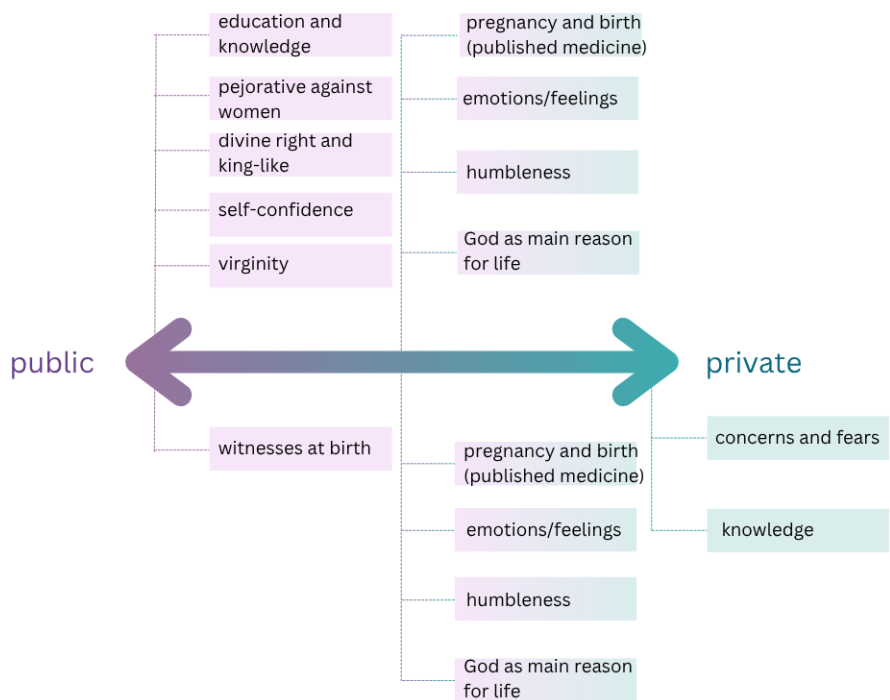 education and
knowledge
pejorative against
women
divine right and
king-like
self-confidence
virginity
pregnancy and birth
(published medicine)
emotions/feelings
humbleness
God as main reason
for life
public
private
witnesses at birth
pregnancy and birth
(published medicine)
emotions/feelings
humbleness
God as main reason
for life
concerns and fears
knowledge